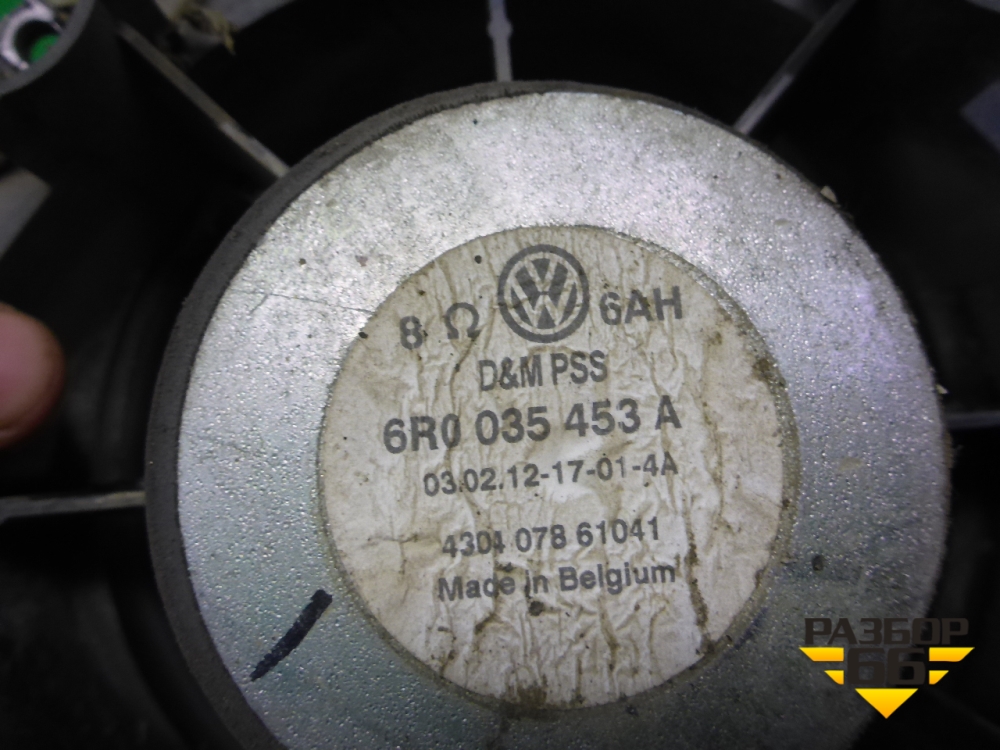 8 Ω 6AH
D&M PSS
6R0 035 453 A
03.02.12-17-01-4A
4304 078 61041
Made in Belgium
РАЗБОР
66